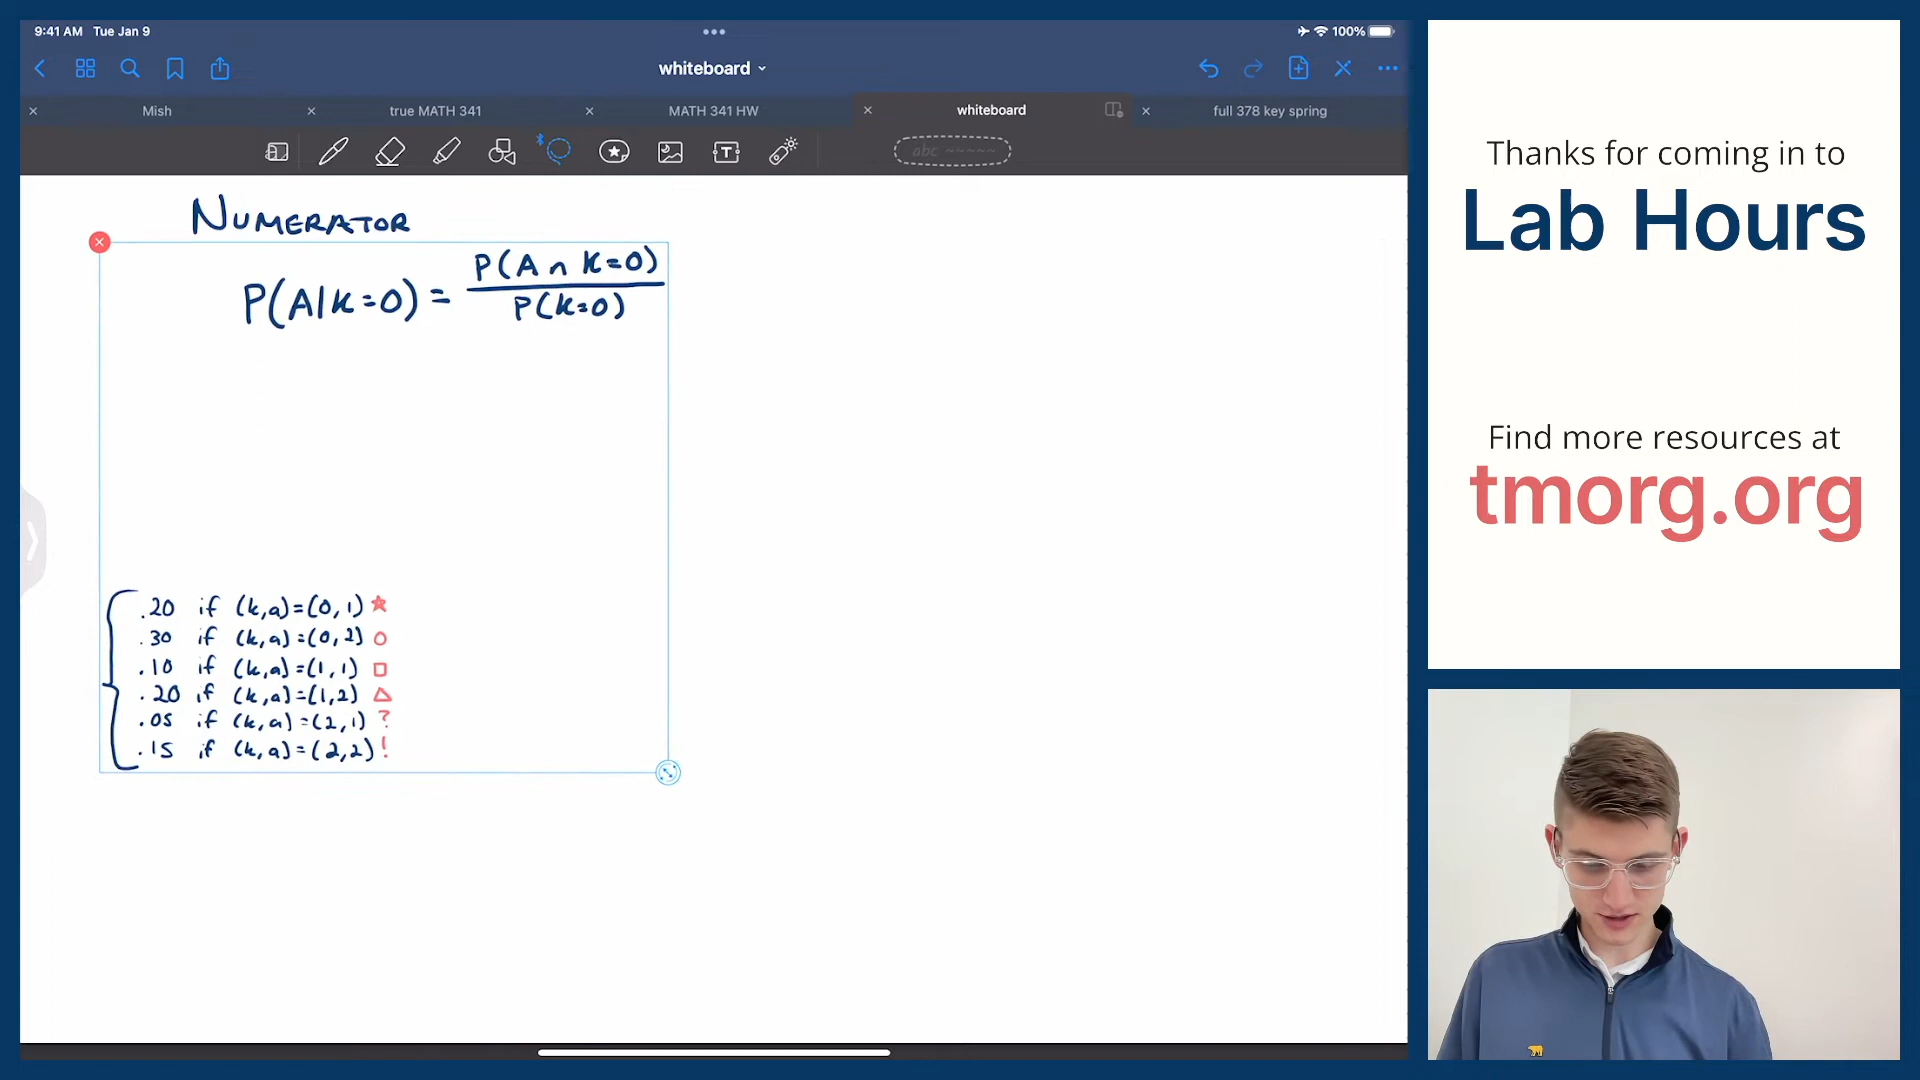 9:41 AM Tue Jan 9
100%
whiteboard
Mish
true MATH 341
MATH 341 HW
whiteboard
full 378 key spring
abc
NUMERATOR
P(A|K=0) = P(A∩K=0) / P(K=0)
.20 if (k,a)=(0,1)
.30 if (k,a)=(0,2)
.10 if (k,a)=(1,1)
.20 if (k,a)=(1,2)
.05 if (k,a)=(2,1) ?
.15 if (k,a)=(2,2) !
Thanks for coming in to
Lab Hours
Find more resources at
tmorg.org